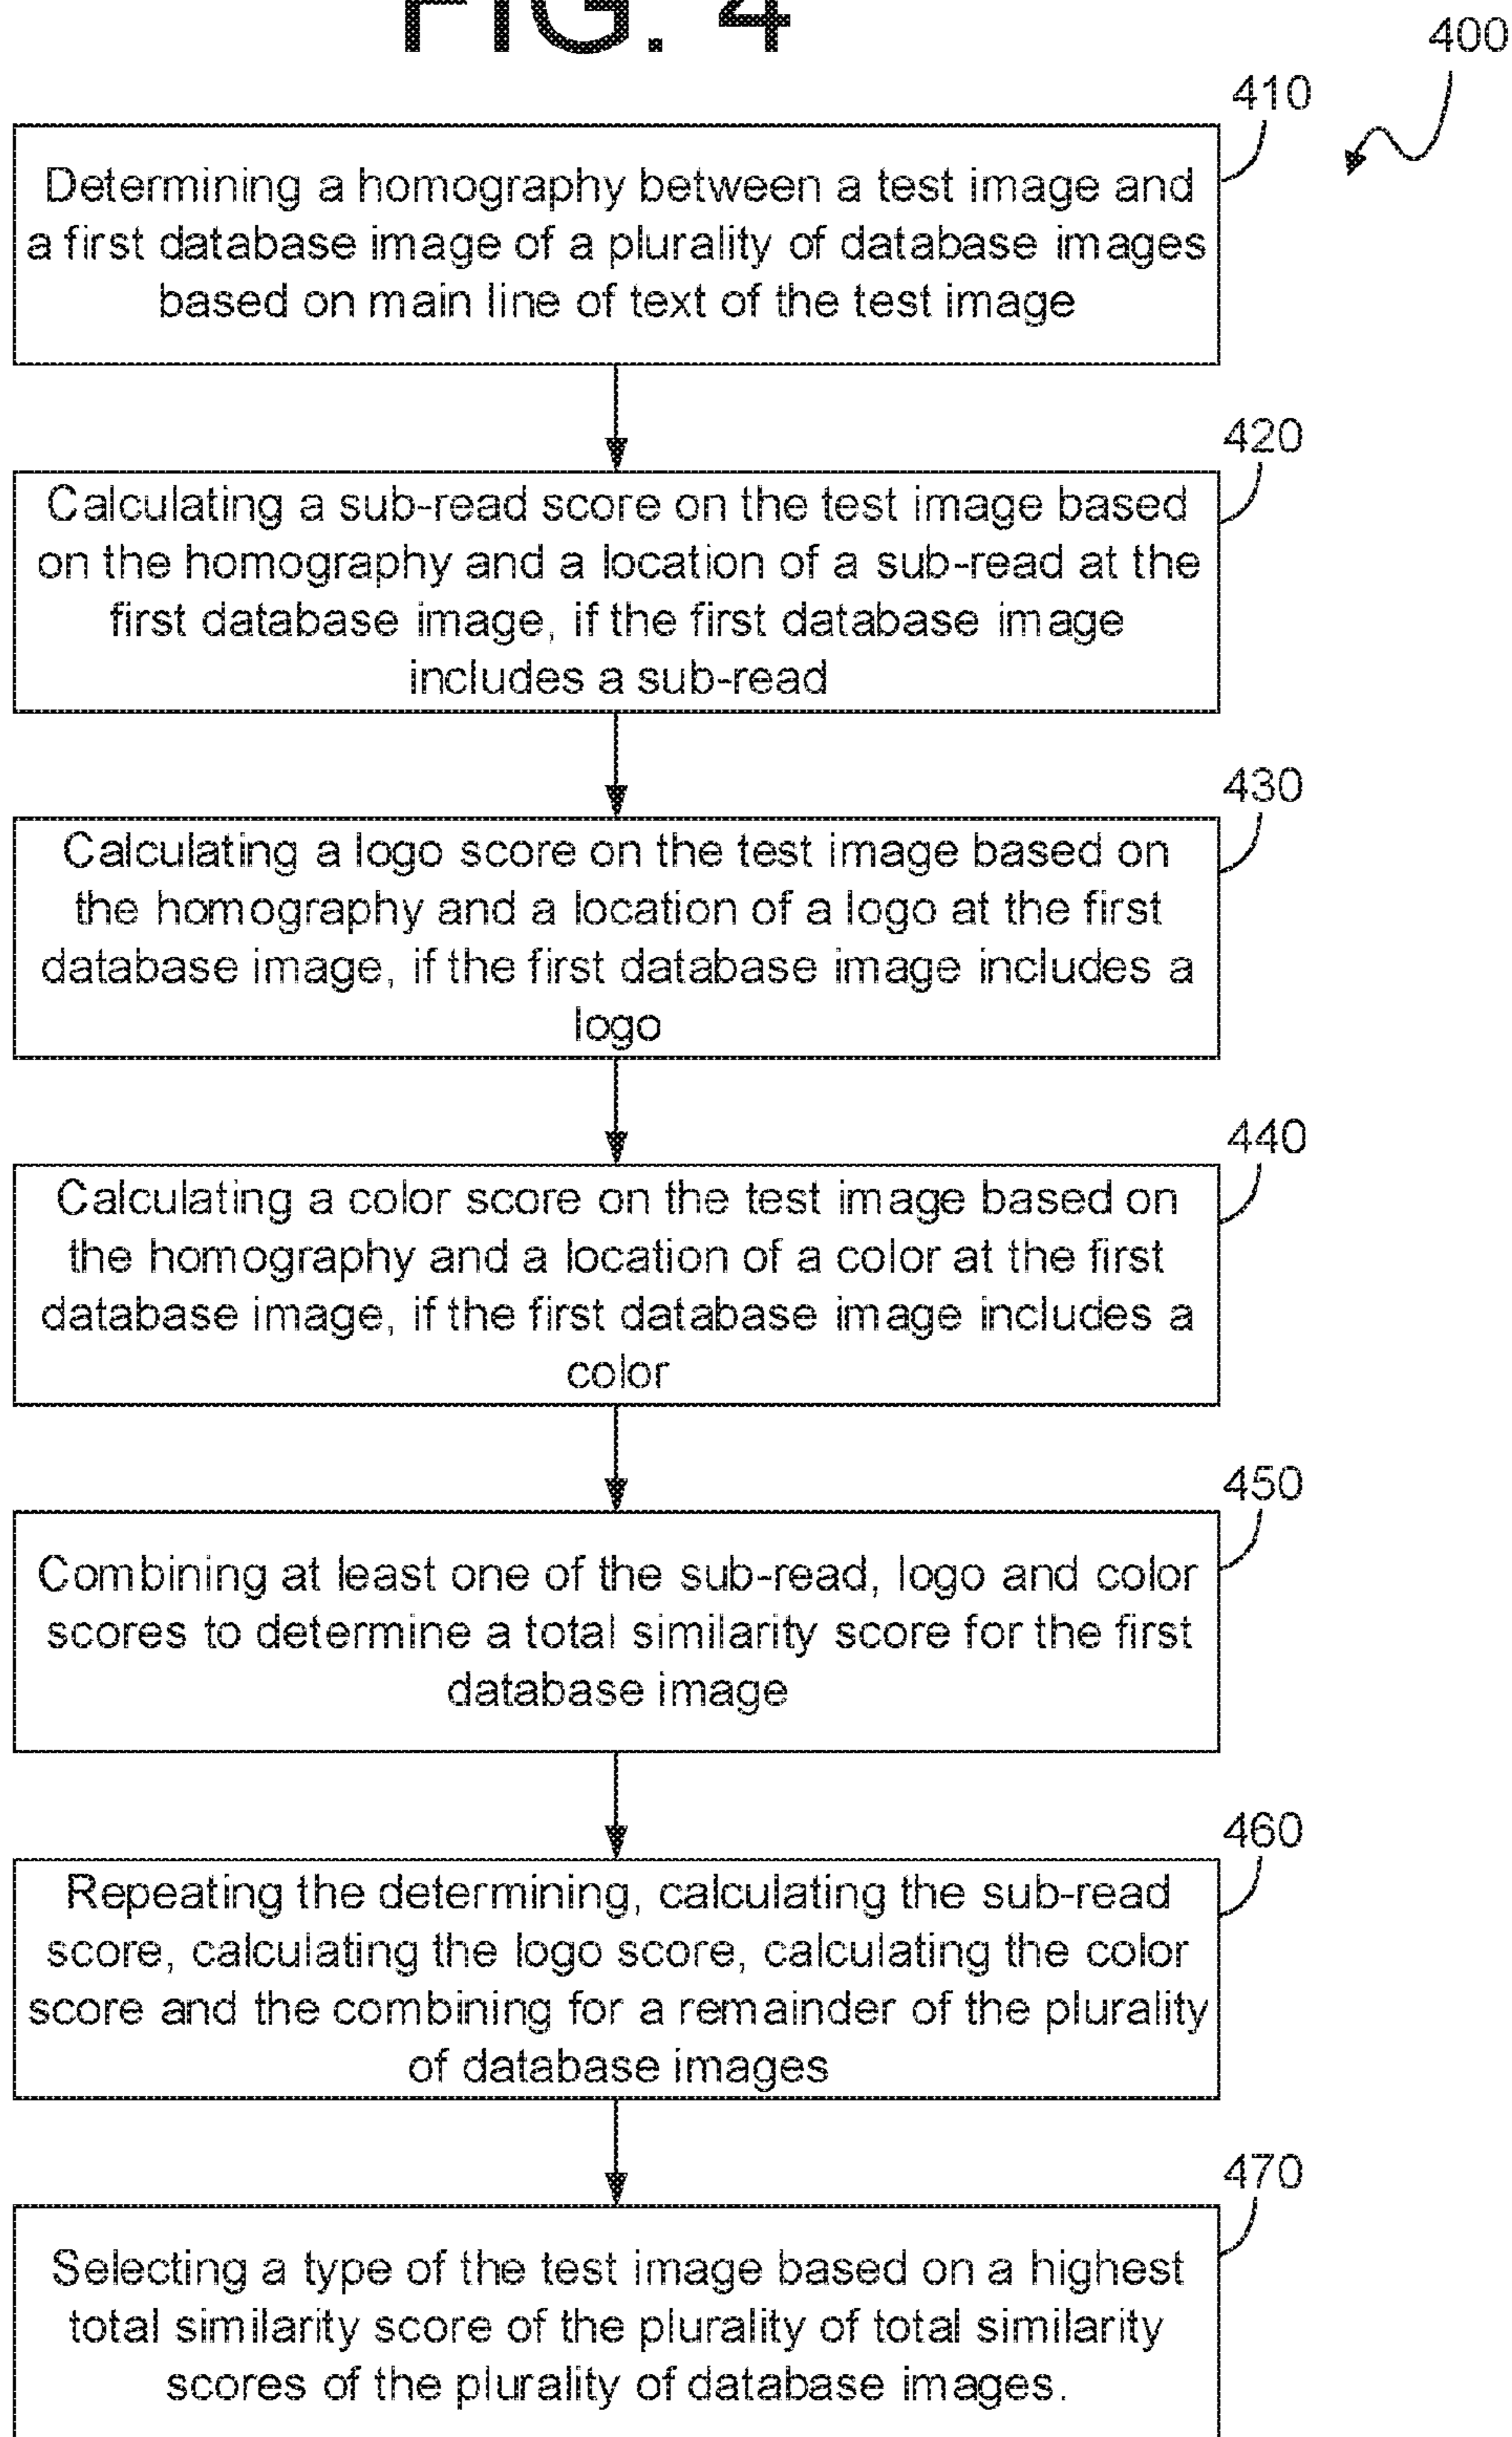 FIG. 4
400
410
Determining a homography between a test image and
a first database image of a plurality of database images
based on main line of text of the test image
420
Calculating a sub-read score on the test image based
on the homography and a location of a sub-read at the
first database image, if the first database image
includes a sub-read
430
Calculating a logo score on the test image based on
the homography and a location of a logo at the first
database image, if the first database image includes a
logo
440
Calculating a color score on the test image based on
the homography and a location of a color at the first
database image, if the first database image includes a
color
450
Combining at least one of the sub-read, logo and color
scores to determine a total similarity score for the first
database image
460
Repeating the determining, calculating the sub-read
score, calculating the logo score, calculating the color
score and the combining for a remainder of the plurality
of database images
470
Selecting a type of the test image based on a highest
total similarity score of the plurality of total similarity
scores of the plurality of database images.